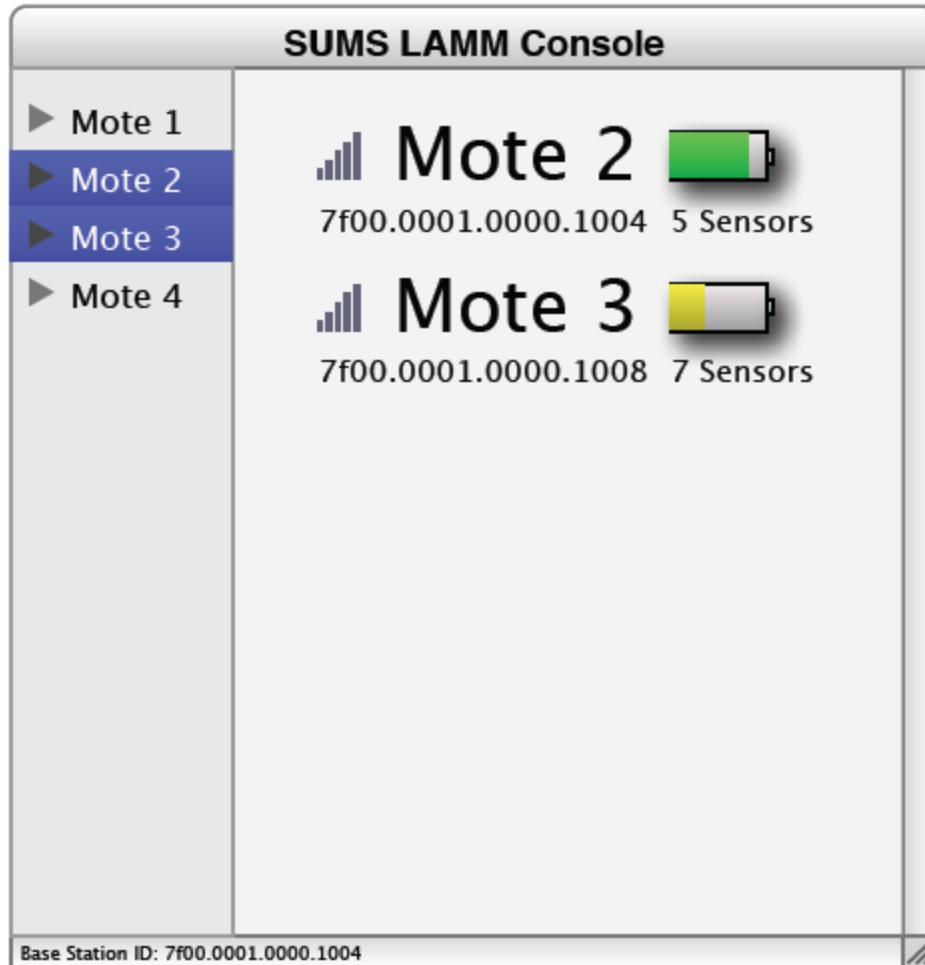 SUMS LAMM Console
Mote 1
Mote 2
Mote 3
Mote 4
Mote 2
7f00.0001.0000.1004 5 Sensors
Mote 3
7f00.0001.0000.1008 7 Sensors
Base Station ID: 7f00.0001.0000.1004